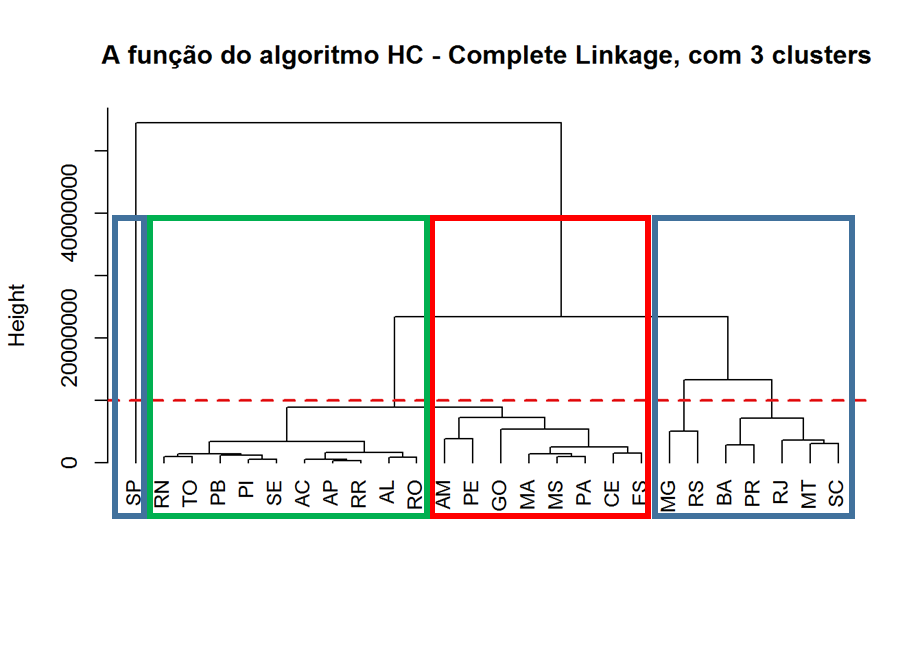 A função do algoritmo HC - Complete Linkage, com 3 clusters
Height
40000000
20000000
0
SP RN TO PB PI SE AC AP RR AL RO AM PE GO MA MS PA CE ES MG RS BA PR RJ MT SC